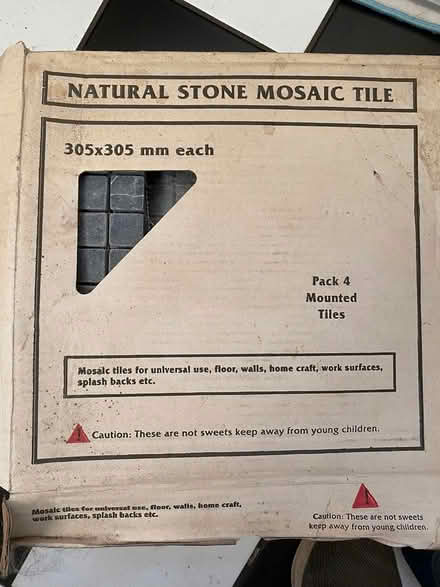 NATURAL STONE MOSAIC TILE
305x305 mm each
Pack 4
Mounted
Tiles
Mosaic tiles for universal use, floor, walls, home craft, work surfaces,
splash backs etc.
Caution: These are not sweets keep away from young children.
Mosaic tiles for universal use, floor, walls, home craft,
work surfaces, splash backs etc.
Caution: These are not sweets
keep away from young children.